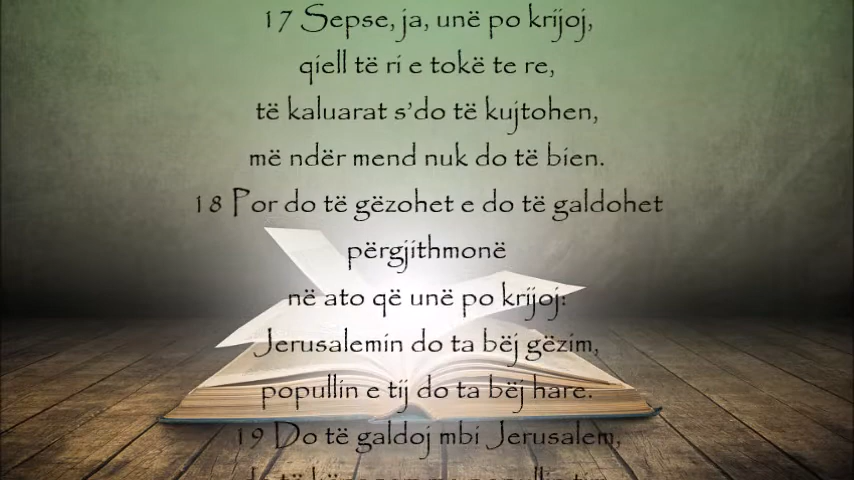 17 Sepse, ja, unë po krijoj,
qiell të ri e tokë te re,
të kaluarat s'do të kujtohen,
më ndër mend nuk do të bien.
18 Por do të gëzohet e do të galdohet
përgjithmonë
në ato që unë po krijoj:
Jerusalemin do ta bëj gëzim,
popullin e tij do ta bëj hare.
19 Do të galdoj mbi Jerusalem,